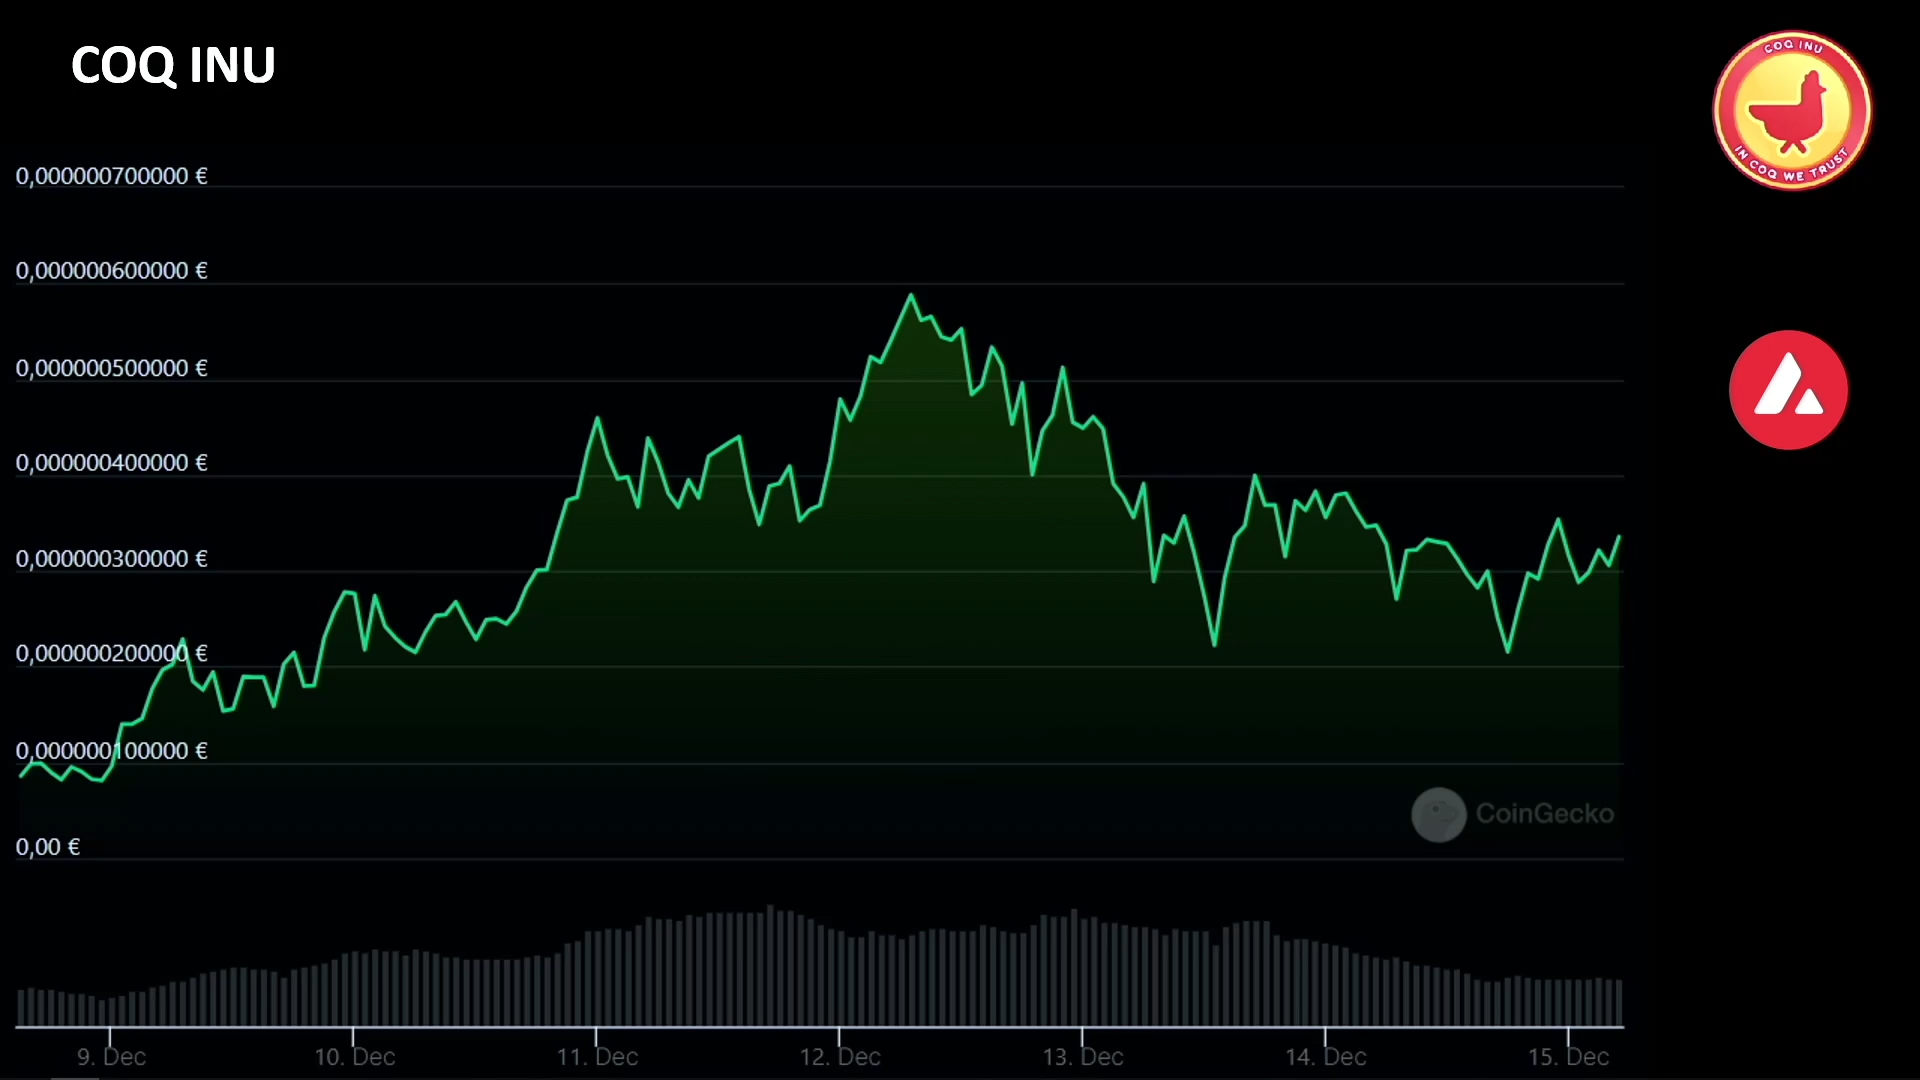 COQ INU
COQ INU
IN COQ WE TRUST
0,000000700000 €
0,000000600000 €
0,000000500000 €
0,000000400000 €
0,000000300000 €
0,000000200000 €
0,000000100000 €
0,00 €
CoinGecko
9. Dec
10. Dec
11. Dec
12. Dec
13. Dec
14. Dec
15. Dec